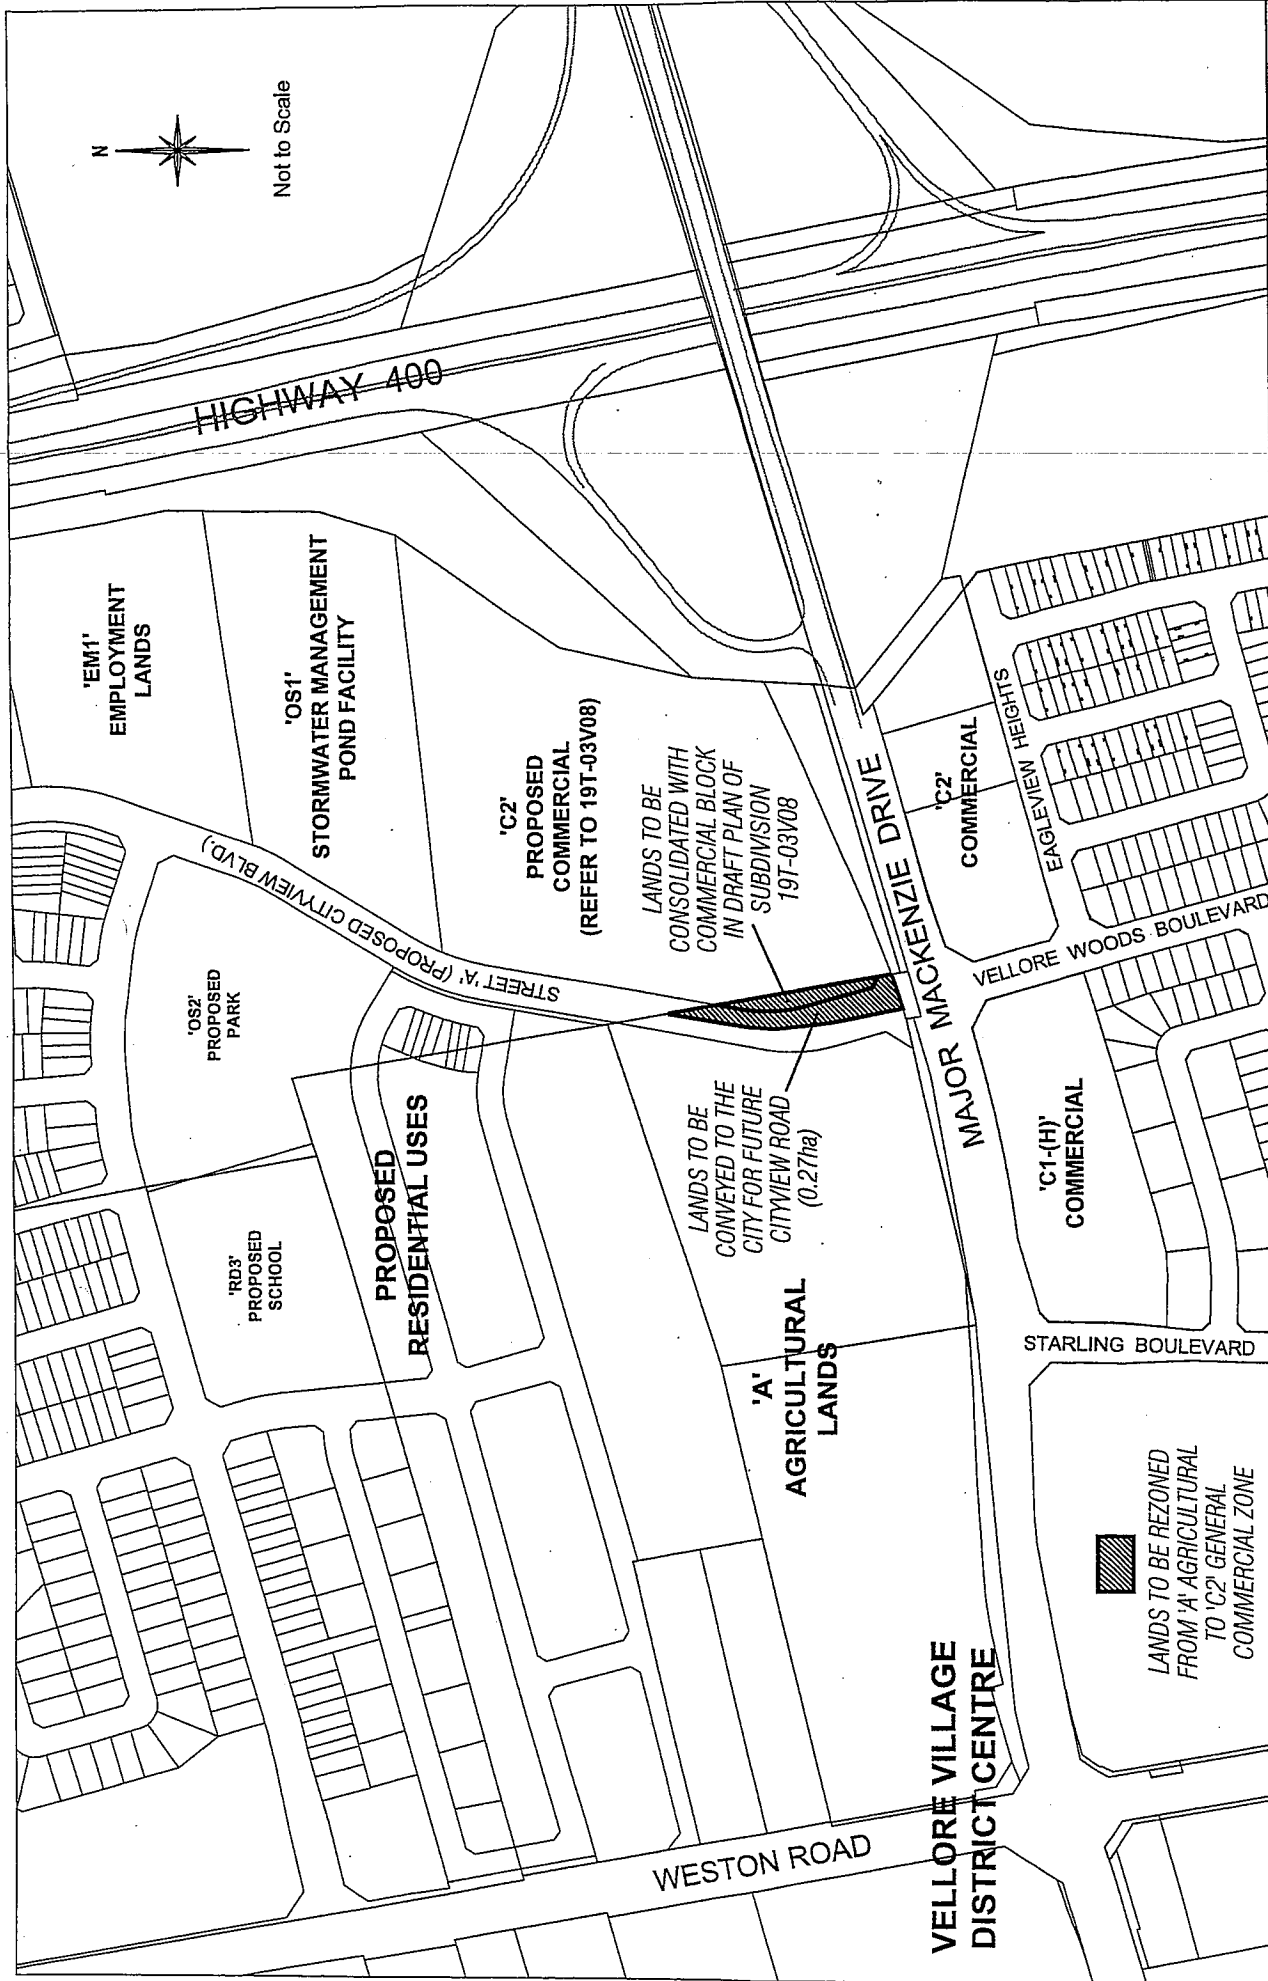 N
Not to Scale
HIGHWAY 400
'EM1'
EMPLOYMENT
LANDS
'OS1'
STORMWATER MANAGEMENT
POND FACILITY
'C2'
PROPOSED
COMMERCIAL
(REFER TO 19T-03V08)
LANDS TO BE
CONSOLIDATED WITH
COMMERCIAL BLOCK
IN DRAFT PLAN OF
SUBDIVISION
19T-03V08
STREET 'A' (PROPOSED CITYVIEW BLVD.)
'OS2'
PROPOSED
PARK
'RD3'
PROPOSED
SCHOOL
PROPOSED
RESIDENTIAL USES
LANDS TO BE
CONVEYED TO THE
CITY FOR FUTURE
CITYVIEW ROAD
(0.27ha)
'A'
AGRICULTURAL
LANDS
MAJOR MACKENZIE DRIVE
'C2'
COMMERCIAL
EAGLEVIEW HEIGHTS
VELLORE WOODS BOULEVARD
'C1-(H)'
COMMERCIAL
STARLING BOULEVARD
WESTON ROAD
VELLORE VILLAGE
DISTRICT CENTRE
LANDS TO BE REZONED
FROM 'A' AGRICULTURAL
TO 'C2' GENERAL
COMMERCIAL ZONE